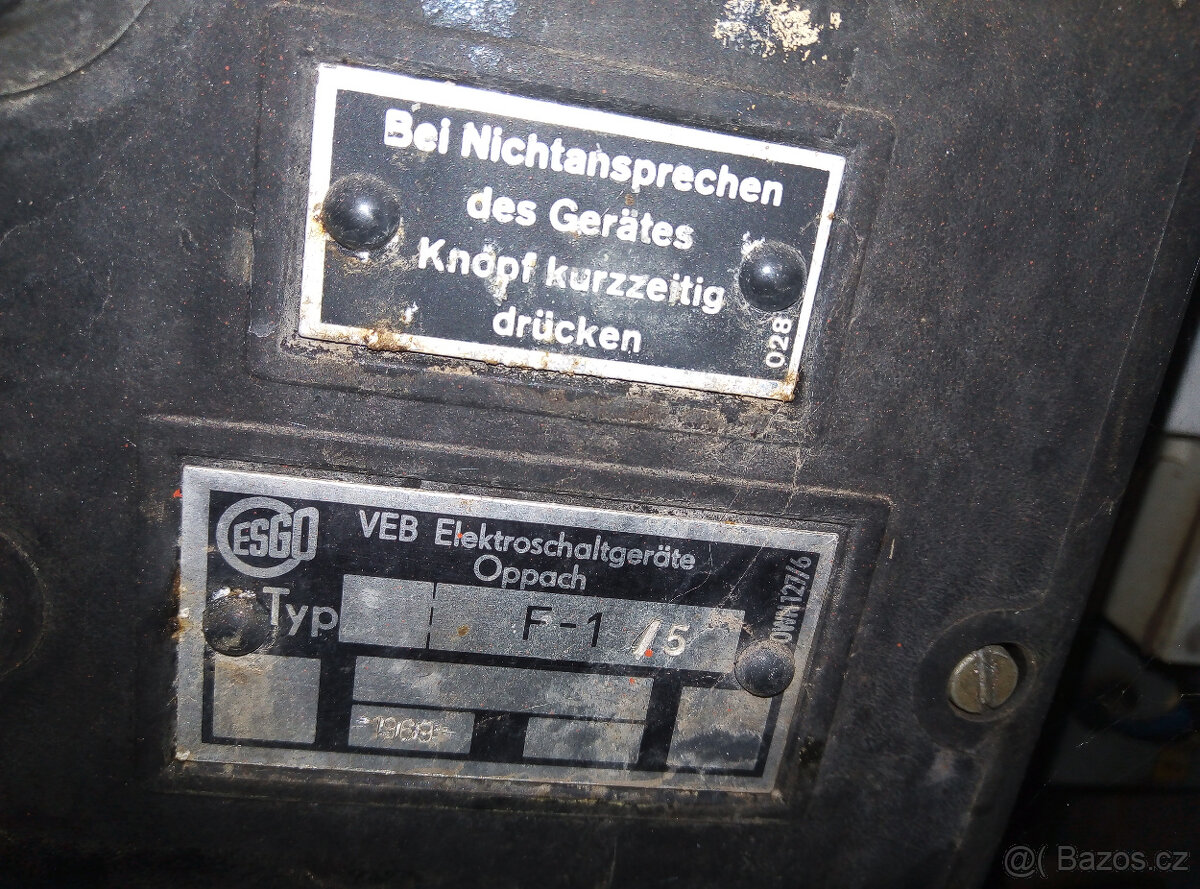 Bei Nichtansprechen
des Gerätes
Knopf kurzzeitig
drücken
028
ESGO
VEB Elektroschaltgeräte
Oppach
Typ F-1 /5
OWN 127/6
1969
@( Bazos.cz